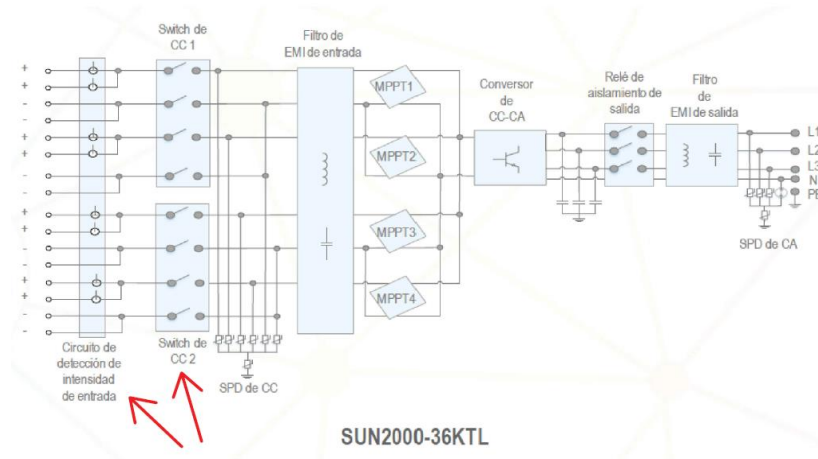 Switch de
CC 1
Filtro de
EMI de entrada
Conversor
de
CC-CA
Relé de
aislamiento de
salida
Filtro
de
EMI de salida
+
+
-
-
+
+
-
-
+
+
-
-
+
+
-
-
MPPT1
MPPT2
MPPT3
MPPT4
L1
L2
L3
N
PE
SPD de CA
Circuito de
detección de
intensidad
de entrada
Switch de
CC 2
SPD de CC
SUN2000-36KTL